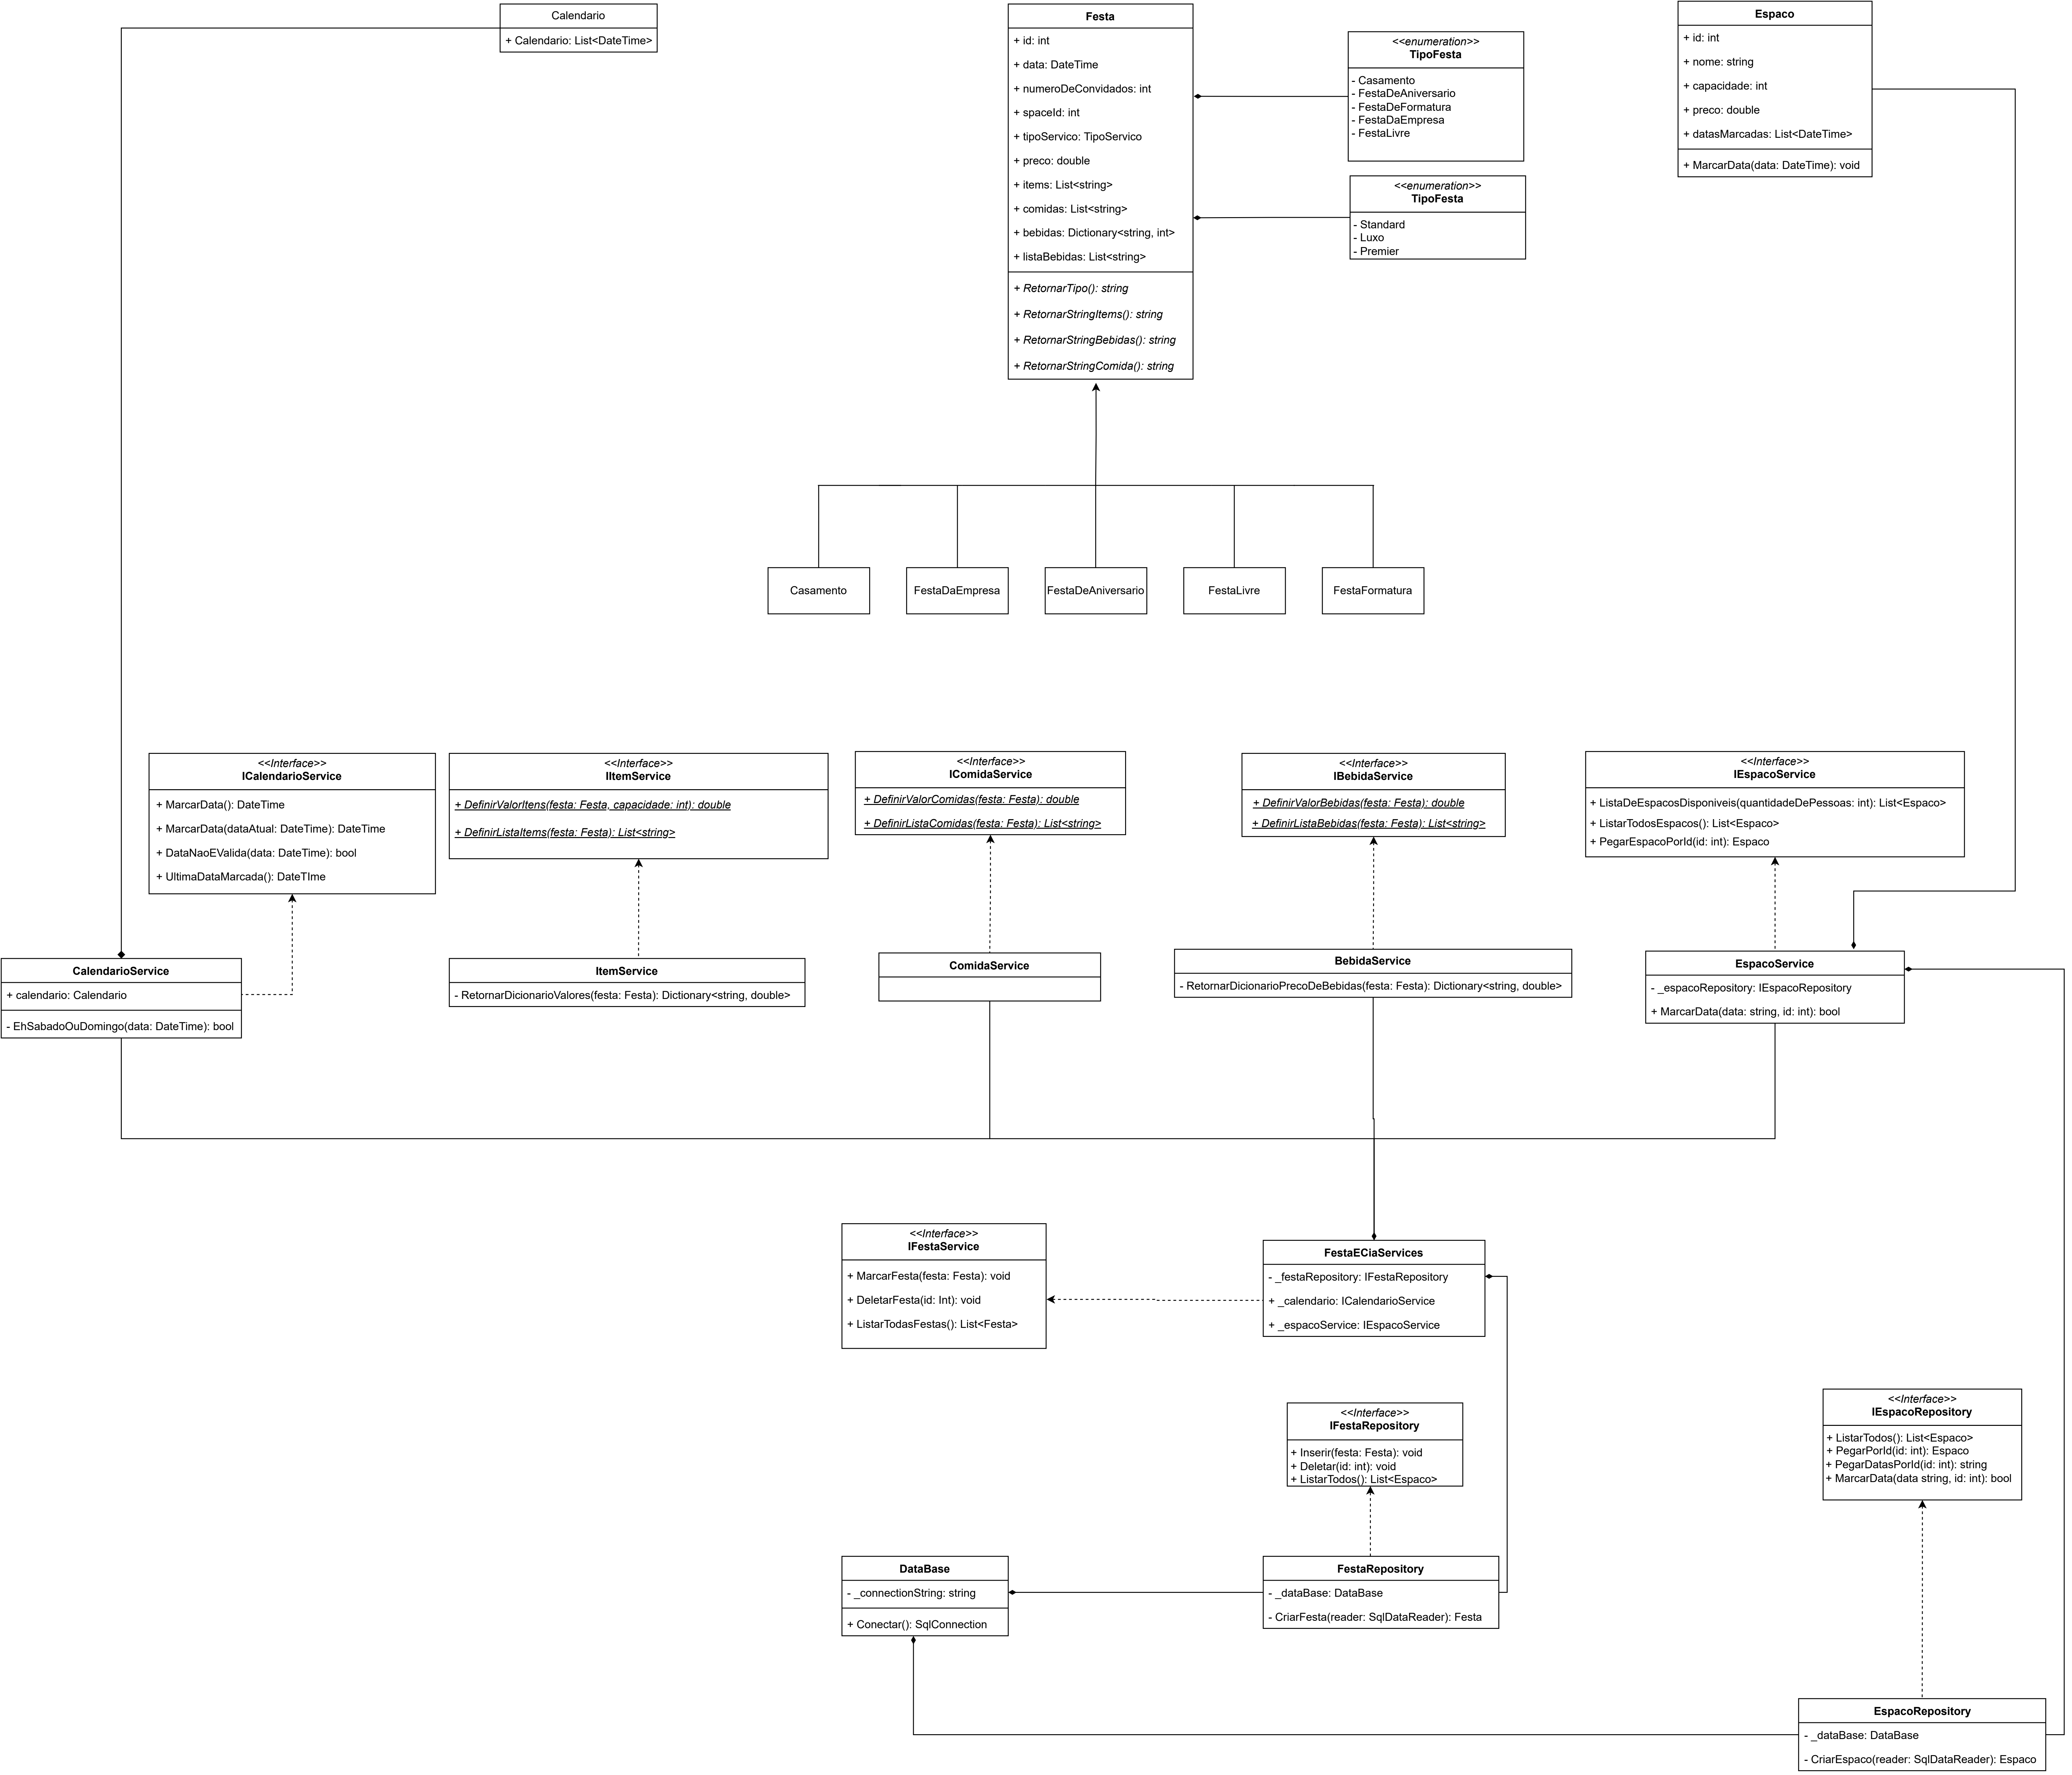 Calendario
+ Calendario: List<DateTime>
Festa
+ id: int
+ data: DateTime
+ numeroDeConvidados: int
+ spaceId: int
+ tipoServico: TipoServico
+ preco: double
+ items: List<string>
+ comidas: List<string>
+ bebidas: Dictionary<string, int>
+ listaBebidas: List<string>
+ RetornarTipo(): string
+ RetornarStringItems(): string
+ RetornarStringBebidas(): string
+ RetornarStringComida(): string
<<enumeration>>
TipoFesta
- Casamento
- FestaDeAniversario
- FestaDeFormatura
- FestaDaEmpresa
- FestaLivre
<<enumeration>>
TipoFesta
- Standard
- Luxo
- Premier
Espaco
+ id: int
+ nome: string
+ capacidade: int
+ preco: double
+ datasMarcadas: List<DateTime>
+ MarcarData(data: DateTime): void
Casamento
FestaDaEmpresa
FestaDeAniversario
FestaLivre
FestaFormatura
<<Interface>>
ICalendarioService
+ MarcarData(): DateTime
+ MarcarData(dataAtual: DateTime): DateTime
+ DataNaoEValida(data: DateTime): bool
+ UltimaDataMarcada(): DateTIme
<<Interface>>
IItemService
+ DefinirValorItens(festa: Festa, capacidade: int): double
+ DefinirListaItems(festa: Festa): List<string>
<<Interface>>
IComidaService
+ DefinirValorComidas(festa: Festa): double
+ DefinirListaComidas(festa: Festa): List<string>
<<Interface>>
IBebidaService
+ DefinirValorBebidas(festa: Festa): double
+ DefinirListaBebidas(festa: Festa): List<string>
<<Interface>>
IEspacoService
+ ListaDeEspacosDisponiveis(quantidadeDePessoas: int): List<Espaco>
+ ListarTodosEspacos(): List<Espaco>
+ PegarEspacoPorId(id: int): Espaco
CalendarioService
+ calendario: Calendario
- EhSabadoOuDomingo(data: DateTime): bool
ItemService
- RetornarDicionarioValores(festa: Festa): Dictionary<string, double>
ComidaService
BebidaService
- RetornarDicionarioPrecoDeBebidas(festa: Festa): Dictionary<string, double>
EspacoService
- _espacoRepository: IEspacoRepository
+ MarcarData(data: string, id: int): bool
<<Interface>>
IFestaService
+ MarcarFesta(festa: Festa): void
+ DeletarFesta(id: Int): void
+ ListarTodasFestas(): List<Festa>
FestaECiaServices
- _festaRepository: IFestaRepository
+ _calendario: ICalendarioService
+ _espacoService: IEspacoService
<<Interface>>
IFestaRepository
+ Inserir(festa: Festa): void
+ Deletar(id: int): void
+ ListarTodos(): List<Espaco>
<<Interface>>
IEspacoRepository
+ ListarTodos(): List<Espaco>
+ PegarPorId(id: int): Espaco
+ PegarDatasPorId(id: int): string
+ MarcarData(data string, id: int): bool
DataBase
- _connectionString: string
+ Conectar(): SqlConnection
FestaRepository
- _dataBase: DataBase
- CriarFesta(reader: SqlDataReader): Festa
EspacoRepository
- _dataBase: DataBase
- CriarEspaco(reader: SqlDataReader): Espaco